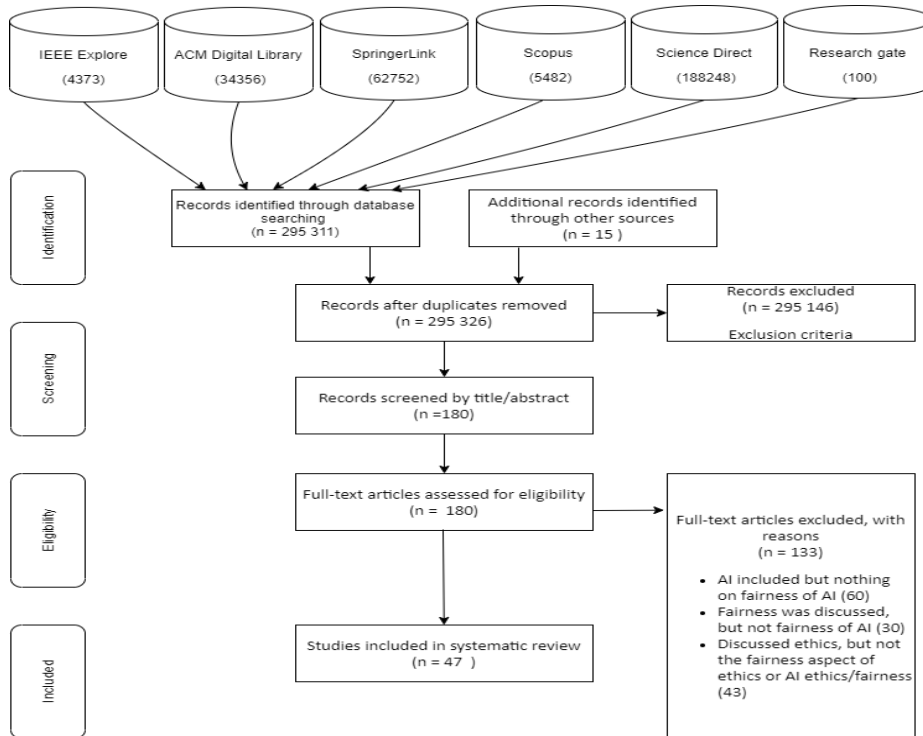 IEEE Explore
(4373)
ACM Digital Library
(34356)
SpringerLink
(62752)
Scopus
(5482)
Science Direct
(188248)
Research gate
(100)
Identification
Records identified through database
searching
(n = 295 311)
Additional records identified
through other sources
(n = 15 )
Records after duplicates removed
(n = 295 326)
Records excluded
(n = 295 146)
Exclusion criteria
Screening
Records screened by title/abstract
(n =180)
Eligibility
Full-text articles assessed for eligibility
(n = 180)
Full-text articles excluded, with
reasons
(n = 133)
• AI included but nothing
on fairness of AI (60)
• Fairness was discussed,
but not fairness of AI (30)
• Discussed ethics, but not
the fairness aspect of
ethics or AI ethics/fairness
(43)
Included
Studies included in systematic review
(n = 47 )